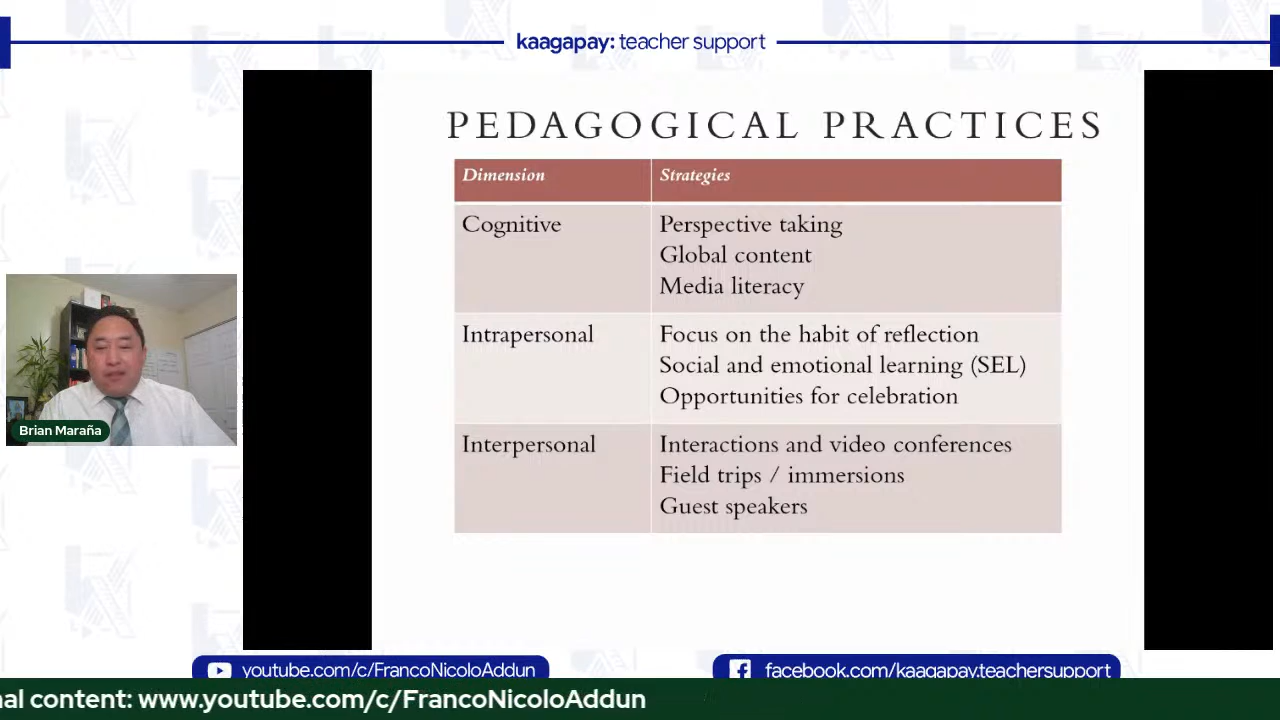 kaagapay: teacher support
PEDAGOGICAL PRACTICES
Dimension Strategies
Cognitive Perspective taking
Global content
Media literacy
Intrapersonal Focus on the habit of reflection
Social and emotional learning (SEL)
Opportunities for celebration
Interpersonal Interactions and video conferences
Field trips / immersions
Guest speakers
Brian Maraña
youtube.com/c/FrancoNicoloAddun
facebook.com/kaagapay.teachersupport
nal content: www.youtube.com/c/FrancoNicoloAddun